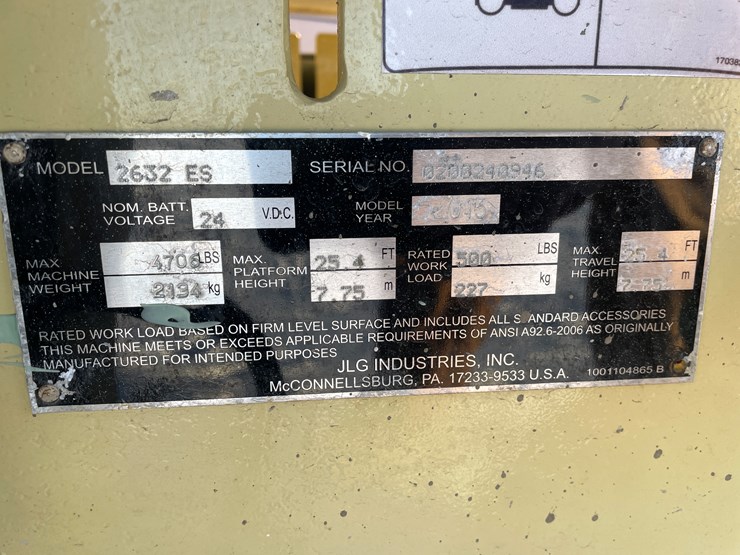 MODEL 2632 ES SERIAL NO. 0200240946
NOM. BATT. VOLTAGE 24 V.D.C. MODEL YEAR
MAX MACHINE WEIGHT 4706 LBS 2134 kg MAX. PLATFORM HEIGHT 25.4 FT 7.75 m RATED WORK LOAD 500 LBS 227 kg MAX. TRAVEL HEIGHT 25.4 FT 7.75 m
RATED WORK LOAD BASED ON FIRM LEVEL SURFACE AND INCLUDES ALL S ANDARD ACCESSORIES
THIS MACHINE MEETS OR EXCEEDS APPLICABLE REQUIREMENTS OF ANSI A92.6-2006 AS ORIGINALLY
MANUFACTURED FOR INTENDED PURPOSES
JLG INDUSTRIES, INC.
McCONNELLSBURG, PA. 17233-9533 U.S.A. 1001104865 B